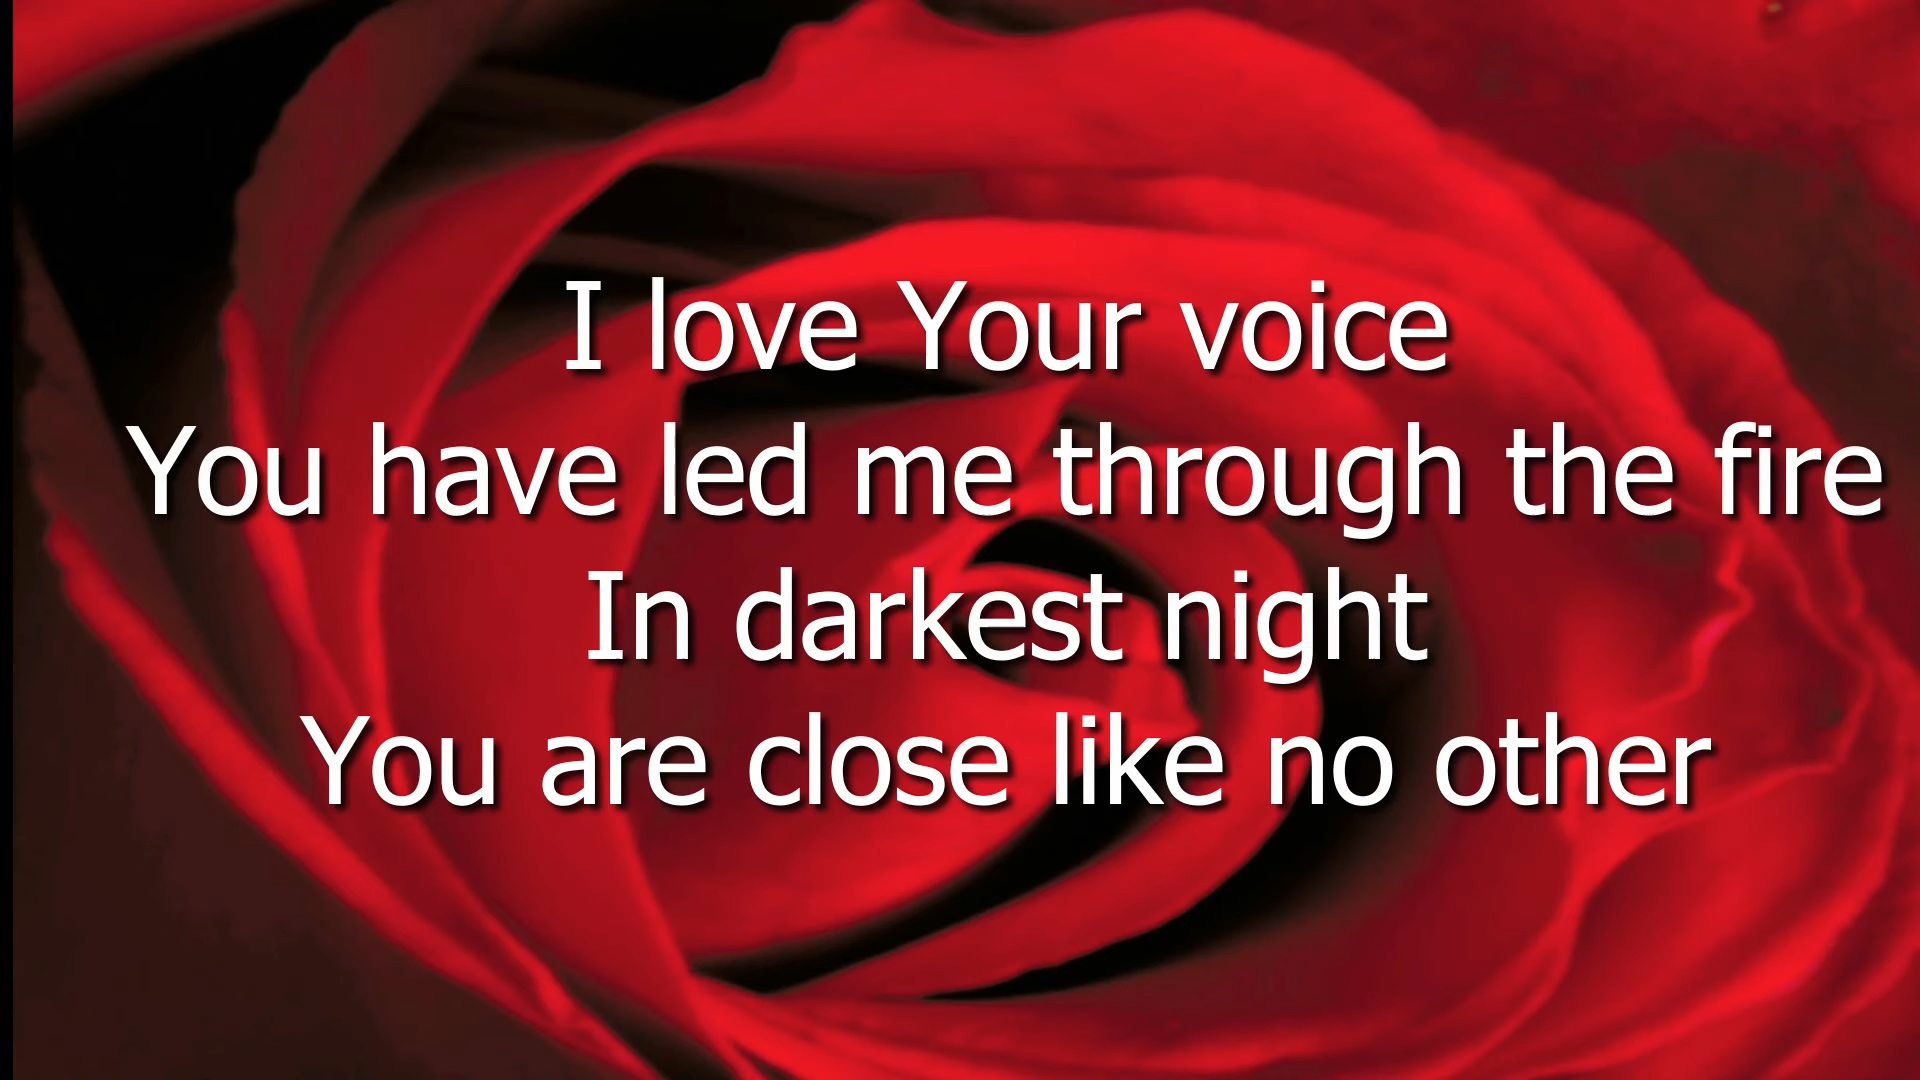 I love Your voice
You have led me through the fire
In darkest night
You are close like no other